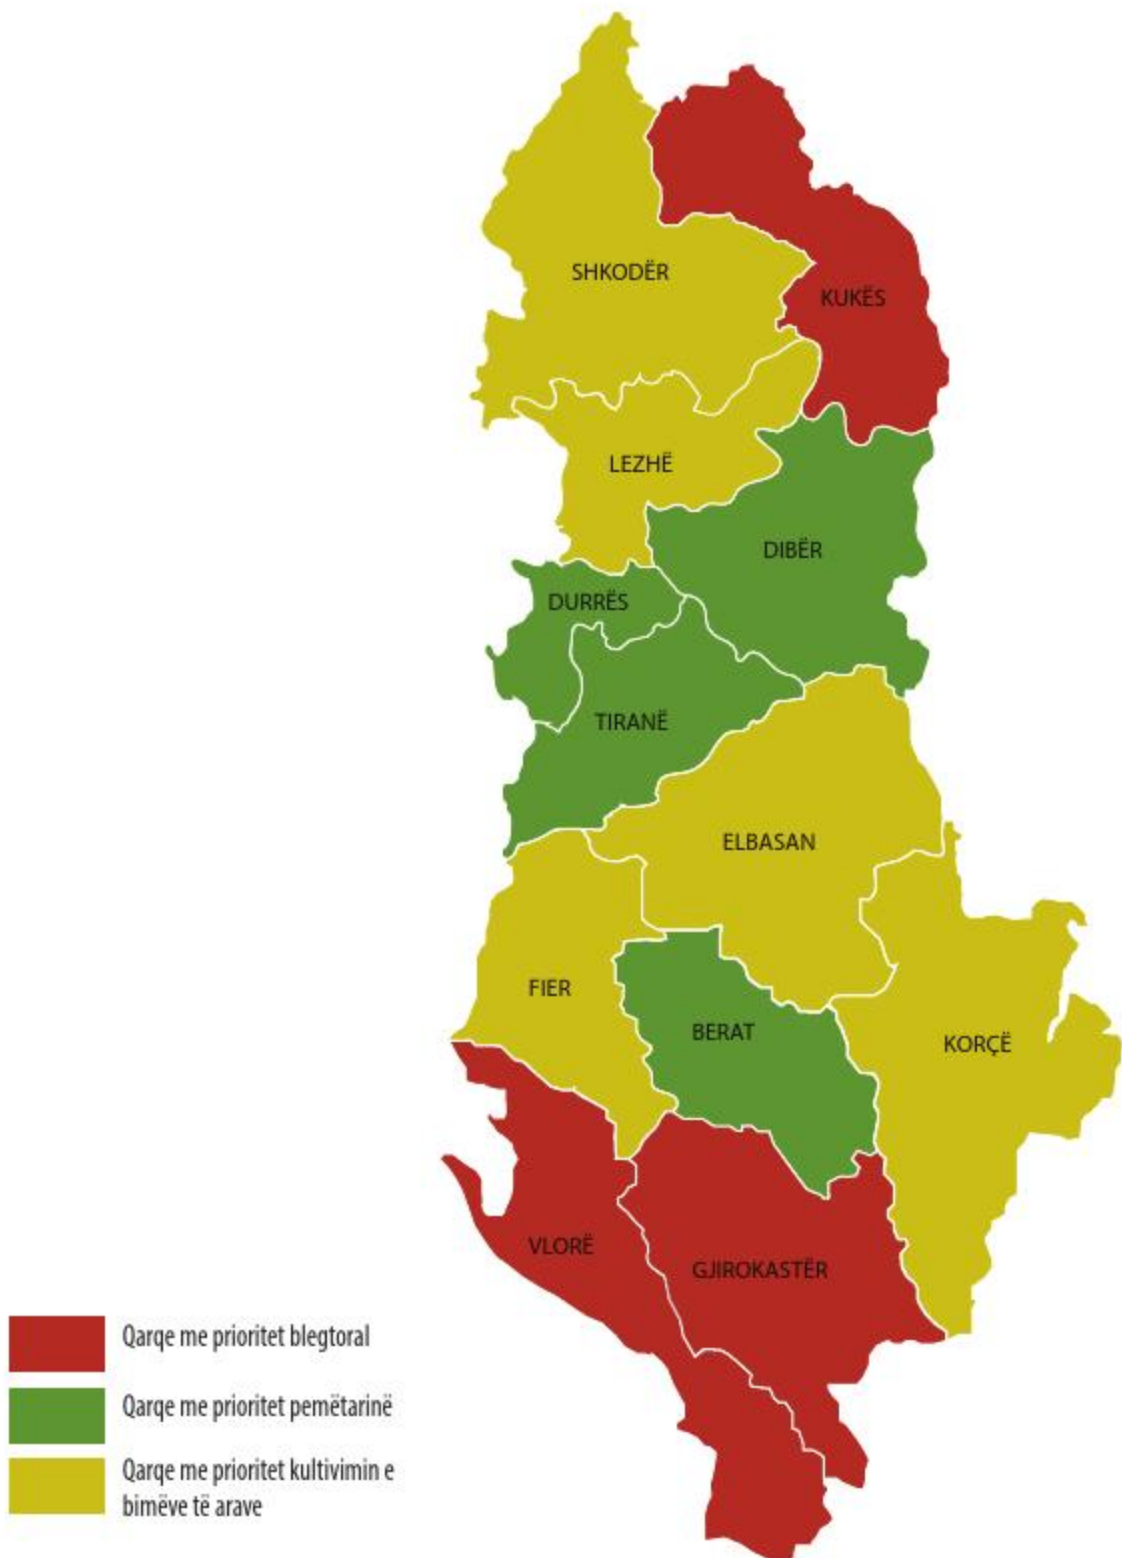 SHKODËR
KUKËS
LEZHË
DIBËR
DURRËS
TIRANË
ELBASAN
FIER
BERAT
KORÇË
VLORË
GJIROKASTËR
Qarqe me prioritet blegtoral
Qarqe me prioritet pemëtarinë
Qarqe me prioritet kultivimin e
bimëve të arave